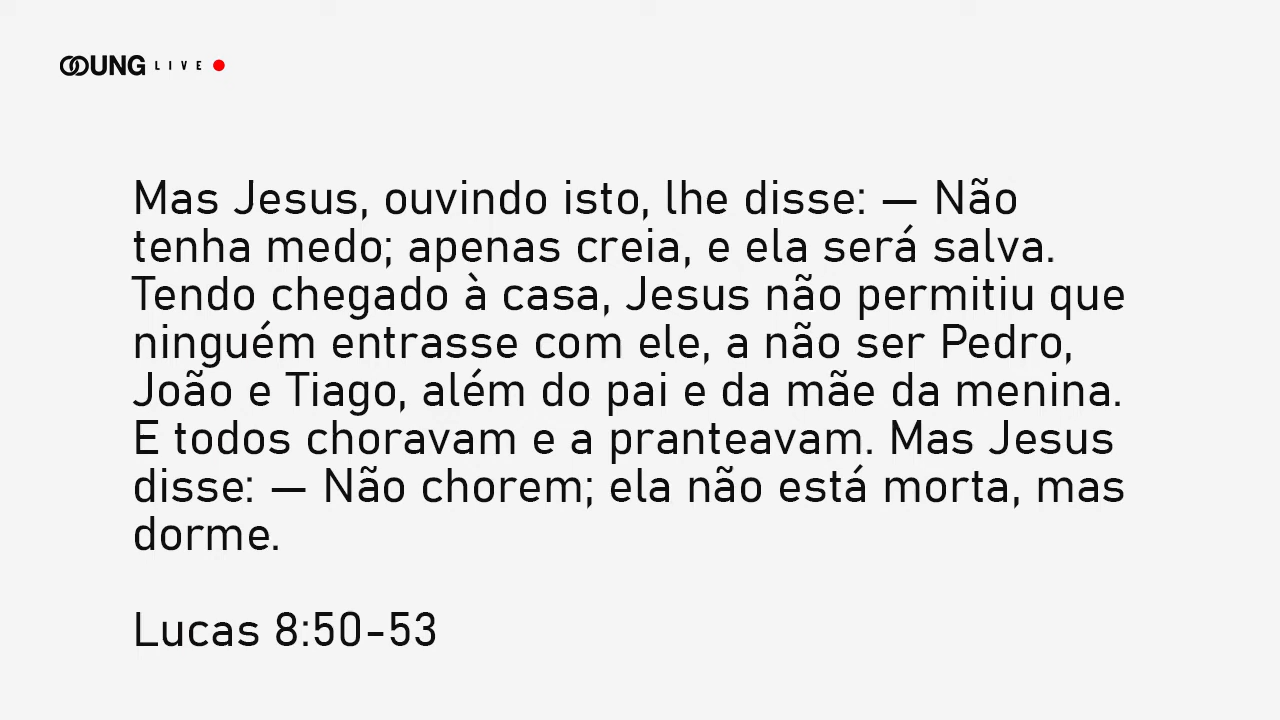 OOUNG LIVE
Mas Jesus, ouvindo isto, lhe disse: — Não
tenha medo; apenas creia, e ela será salva.
Tendo chegado à casa, Jesus não permitiu que
ninguém entrasse com ele, a não ser Pedro,
João e Tiago, além do pai e da mãe da menina.
E todos choravam e a pranteavam. Mas Jesus
disse: — Não chorem; ela não está morta, mas
dorme.
Lucas 8:50-53